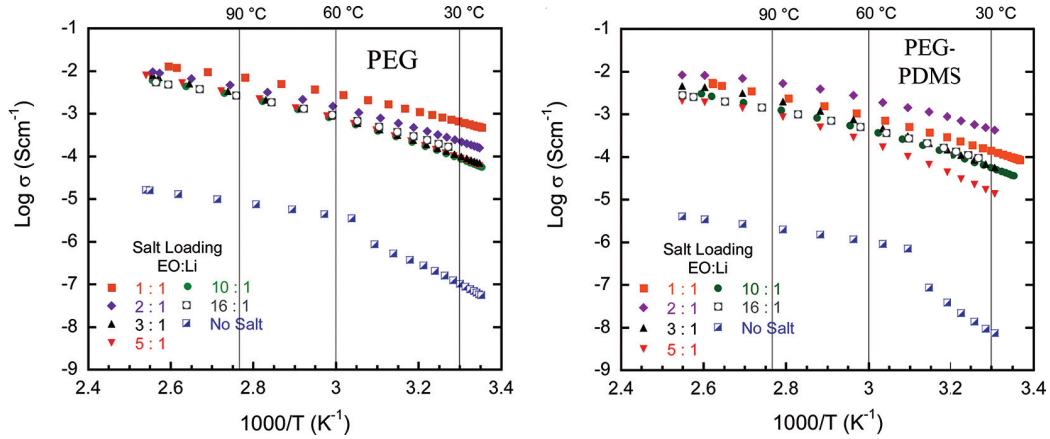 90 °C
60 °C
30 °C
-1
-2
-3
-4
-5
-6
-7
-8
-9
Log σ (Scm⁻¹)
PEG
Salt Loading
EO:Li
1 : 1
10 : 1
2 : 1
16 : 1
3 : 1
No Salt
5 : 1
2.4
2.6
2.8
3
3.2
3.4
1000/T (K⁻¹)
90 °C
60 °C
30 °C
-1
-2
-3
-4
-5
-6
-7
-8
-9
Log σ (Scm⁻¹)
PEG-
PDMS
Salt Loading
EO:Li
1 : 1
10 : 1
2 : 1
16 : 1
3 : 1
No Salt
5 : 1
2.4
2.6
2.8
3
3.2
3.4
1000/T (K⁻¹)